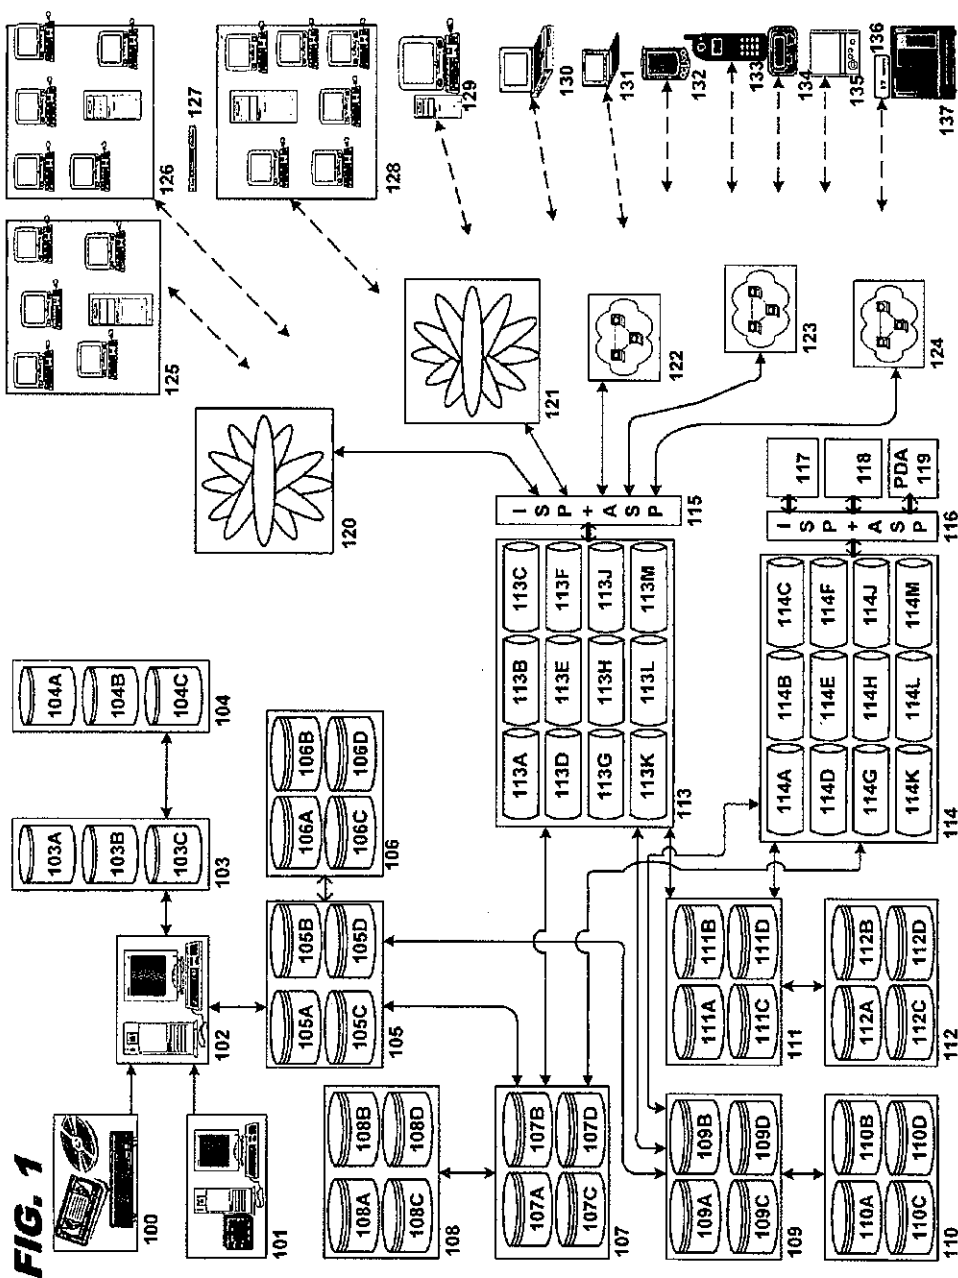 FIG. 1
100
101
102
103A
103B
103C
103
104A
104B
104C
104
105A
105B
105C
105D
105
106A
106B
106C
106D
106
108A
108B
108C
108D
108
107A
107B
107C
107D
107
109A
109B
109C
109D
109
110A
110B
110C
110D
110
111A
111B
111C
111D
111
112A
112B
112C
112D
112
113A
113B
113C
113D
113E
113F
113G
113H
113J
113K
113L
113M
113
114A
114B
114C
114D
114E
114F
114G
114H
114J
114K
114L
114M
114
I S P + A S P
115
I S P + A S P
116
117
118
PDA
119
120
121
122
123
124
125
126
127
128
129
130
131
132
133
134
135
136
137